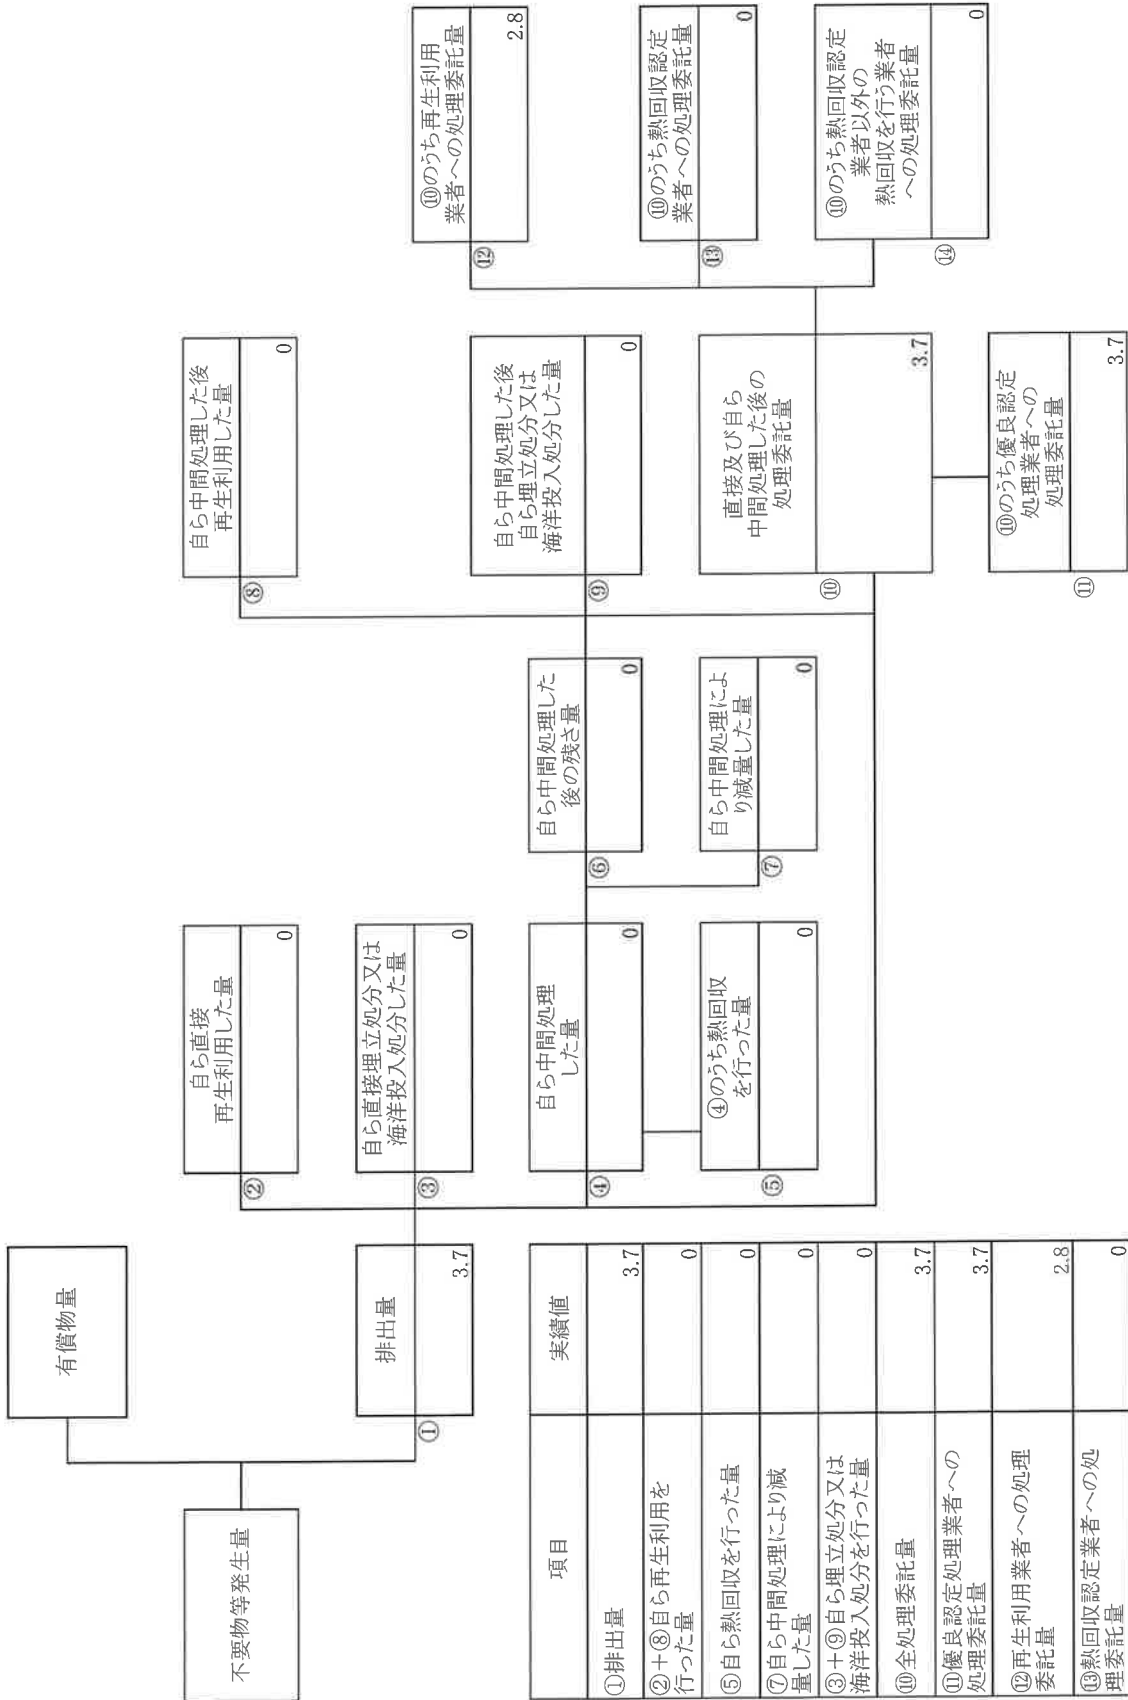 不要物等発生量
有償物量
①
排出量
3.7
②
自ら直接
再生利用した量
0
③
自ら直接埋立処分又は
海洋投入処分した量
0
④
自ら中間処理
した量
0
⑤
④のうち熱回収
を行った量
0
⑥
自ら中間処理した
後の残さ量
0
⑦
自ら中間処理によ
り減量した量
0
⑧
自ら中間処理した後
再生利用した量
0
⑨
自ら中間処理した後
自ら埋立処分又は
海洋投入処分した量
0
⑩
直接及び自ら
中間処理した後の
処理委託量
3.7
⑪
⑩のうち優良認定
処理業者への
処理委託量
3.7
⑫
⑩のうち再生利用
業者への処理委託量
2.8
⑬
⑩のうち熱回収認定
業者への処理委託量
0
⑭
⑩のうち熱回収認定
業者以外の
熱回収を行う業者
への処理委託量
0
項目
実績値
①排出量
3.7
②+⑧自ら再生利用を
行った量
0
⑤自ら熱回収を行った量
0
⑦自ら中間処理により減
量した量
0
③+⑨自ら埋立処分又は
海洋投入処分を行った量
0
⑩全処理委託量
3.7
⑪優良認定処理業者への
処理委託量
3.7
⑫再生利用業者への処理
委託量
2.8
⑬熱回収認定業者への処
理委託量
0